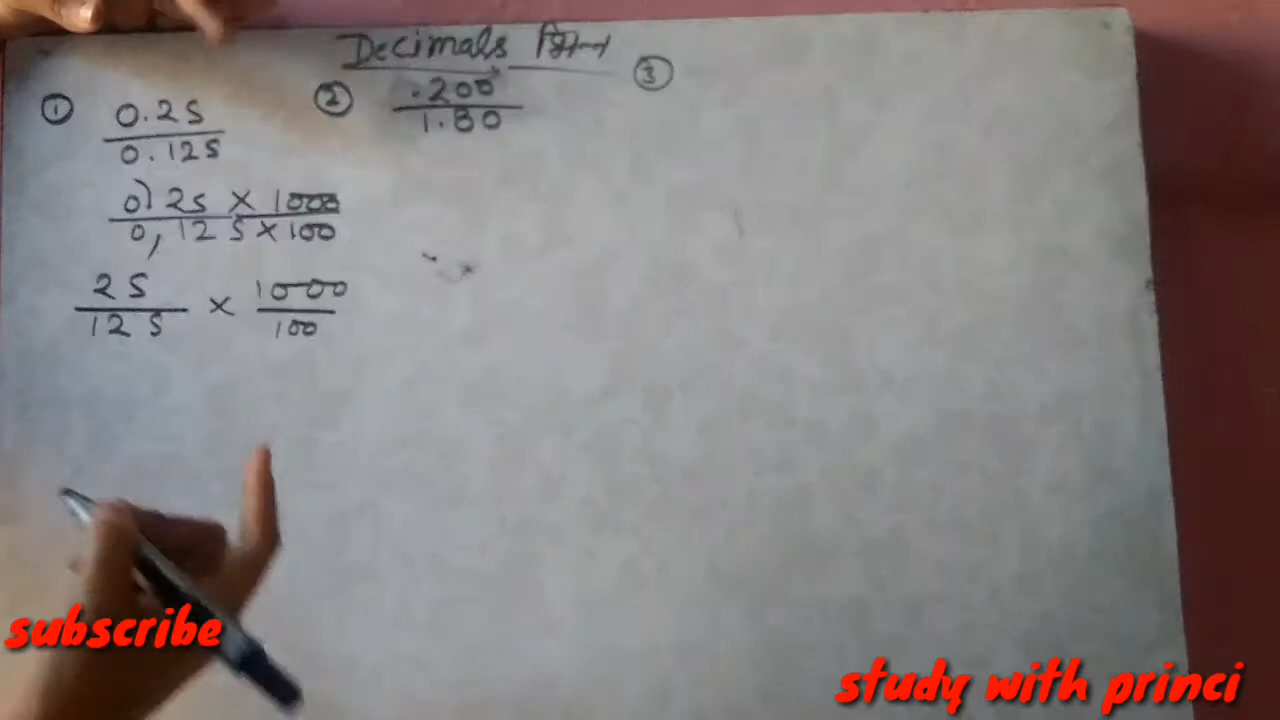 Decimals भिन्न
① 0.25 / 0.125
0) 25 × 1000 / 0, 125 × 100
25 / 125 × 1000 / 100
② .200 / 1.80
③
subscribe
study with princi